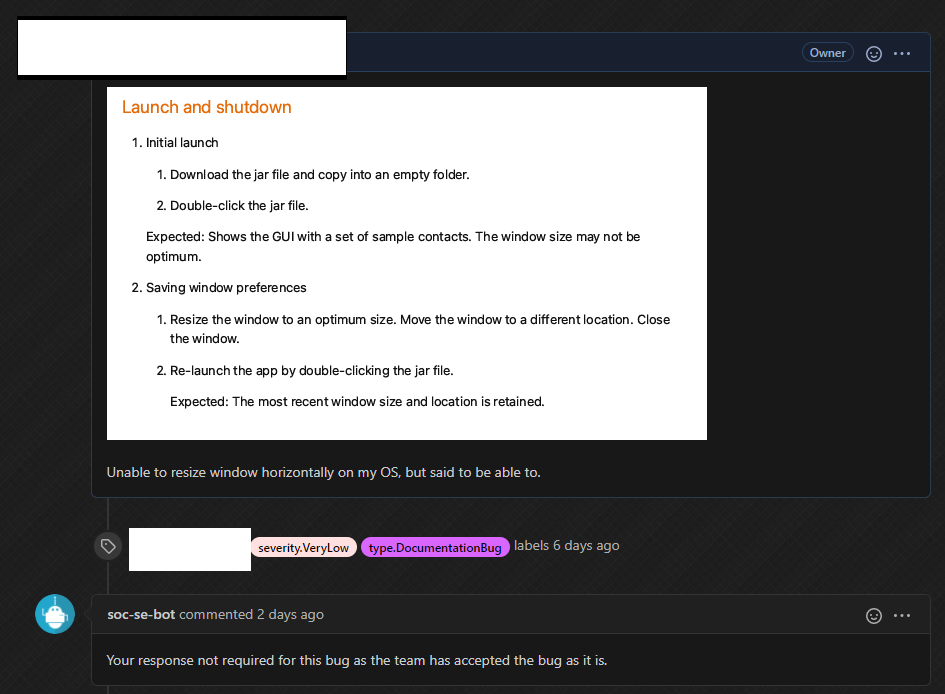 Owner
Launch and shutdown
1. Initial launch
1. Download the jar file and copy into an empty folder.
2. Double-click the jar file.
Expected: Shows the GUI with a set of sample contacts. The window size may not be
optimum.
2. Saving window preferences
1. Resize the window to an optimum size. Move the window to a different location. Close
the window.
2. Re-launch the app by double-clicking the jar file.
Expected: The most recent window size and location is retained.
Unable to resize window horizontally on my OS, but said to be able to.
severity.VeryLow type.DocumentationBug labels 6 days ago
soc-se-bot commented 2 days ago
Your response not required for this bug as the team has accepted the bug as it is.